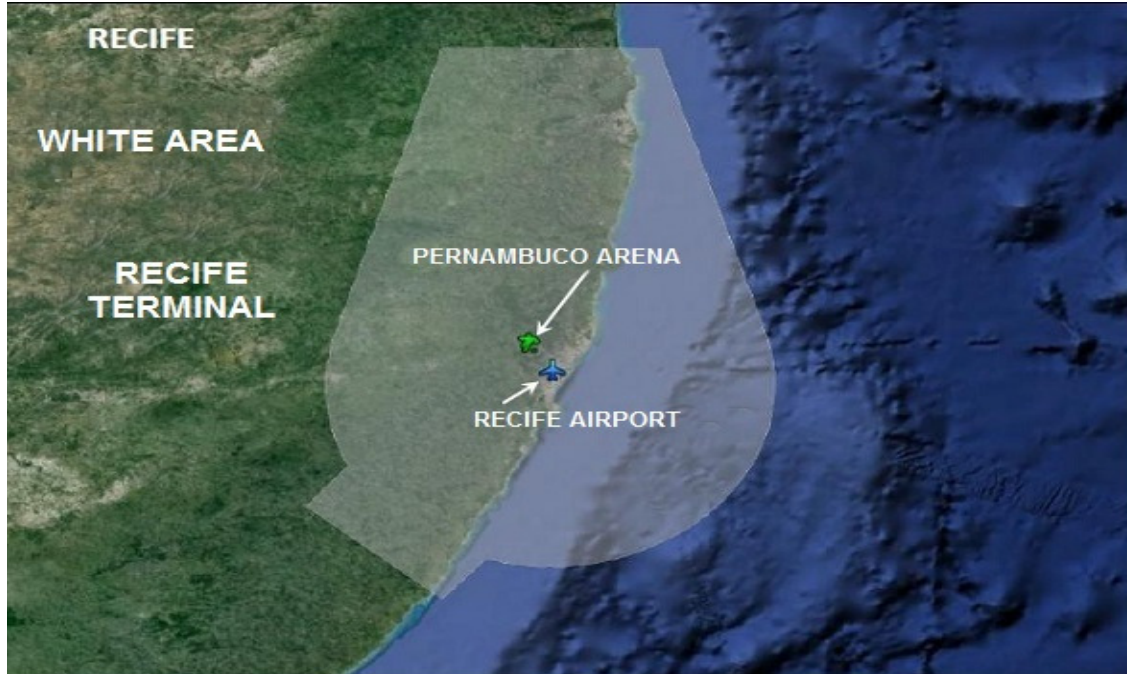 RECIFE
WHITE AREA
PERNAMBUCO ARENA
RECIFE
TERMINAL
RECIFE AIRPORT